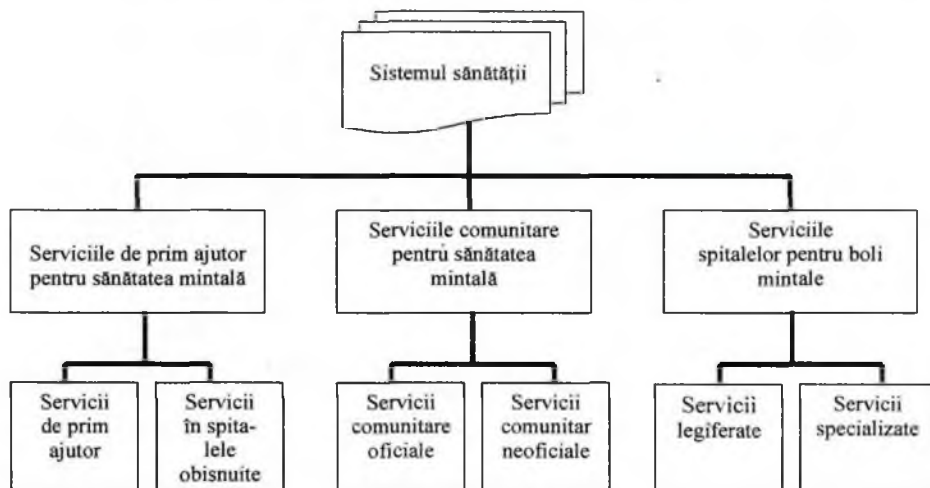 Sistemul sănătății
Serviciile de prim ajutor
pentru sănătatea mintală
Serviciile comunitare
pentru sănătatea
mintală
Serviciile
spitalelor pentru boli
mintale
Servicii
de prim
ajutor
Servicii
în spita-
lele
obisnuite
Servicii
comunitare
oficiale
Servicii
comunitar
neoficiale
Servicii
legiferate
Servicii
specializate